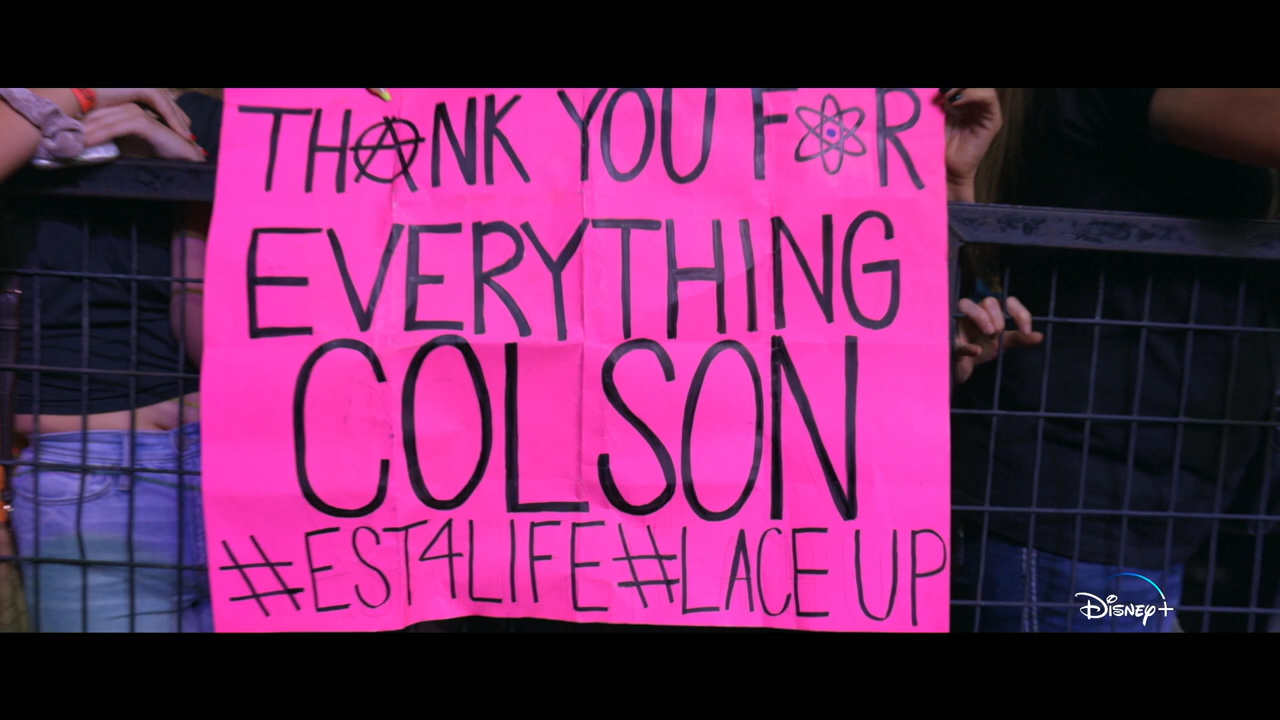 THANK YOU FOR
EVERYTHING
COLSON
#EST4LIFE#LACE UP
Disney+